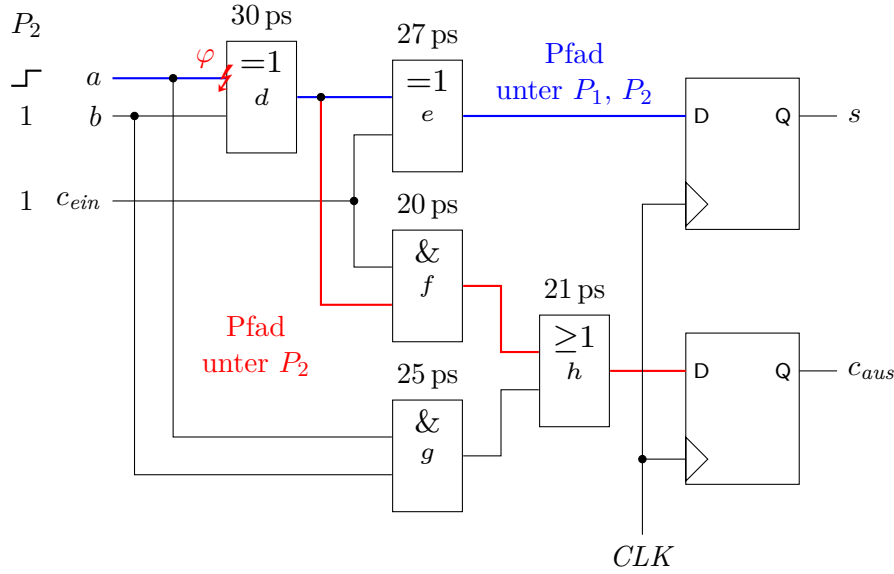 P₂
30 ps
27 ps
φ
a
=1
d
=1
e
Pfad
unter P₁, P₂
D
Q
s
1
b
1
c_ein
20 ps
&
f
21 ps
≥1
h
Pfad
unter P₂
25 ps
&
g
D
Q
c_aus
CLK